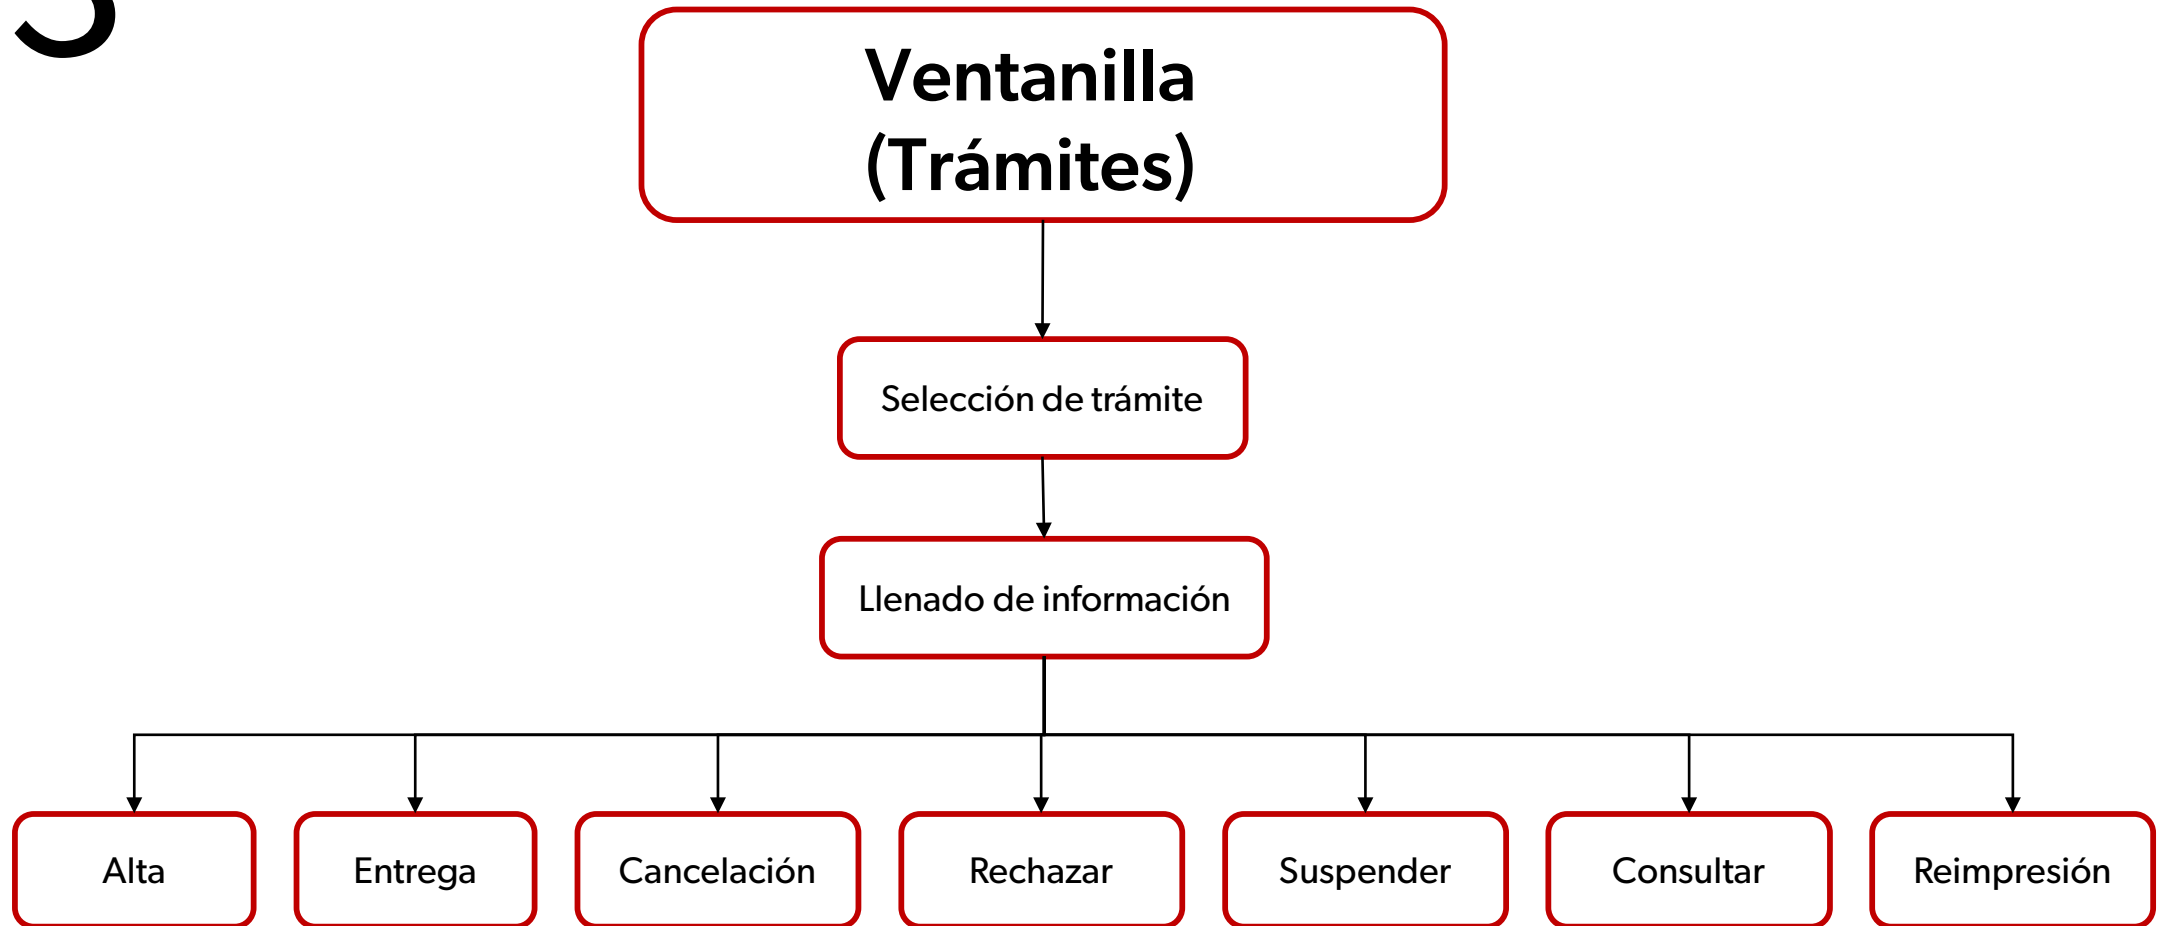 Ventanilla
(Trámites)
Selección de trámite
Llenado de información
Alta
Entrega
Cancelación
Rechazar
Suspender
Consultar
Reimpresión